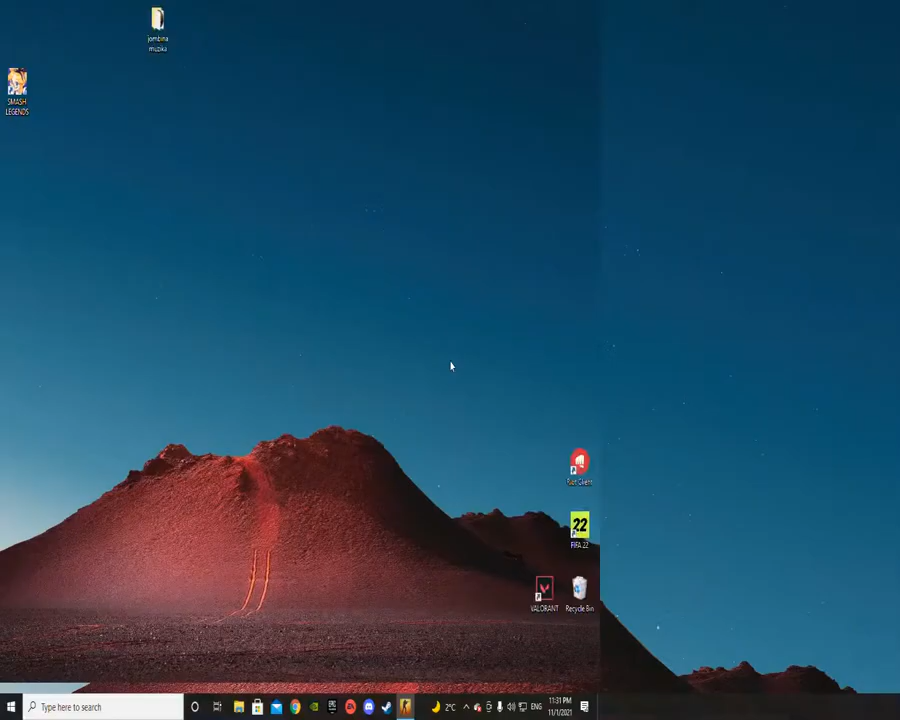 jombina
muzika
SMASH
LEGENDS
Riot Client
22
FIFA 22
VALORANT
Recycle Bin
Type here to search
2°C
ENG
11:31 PM
11/1/2021